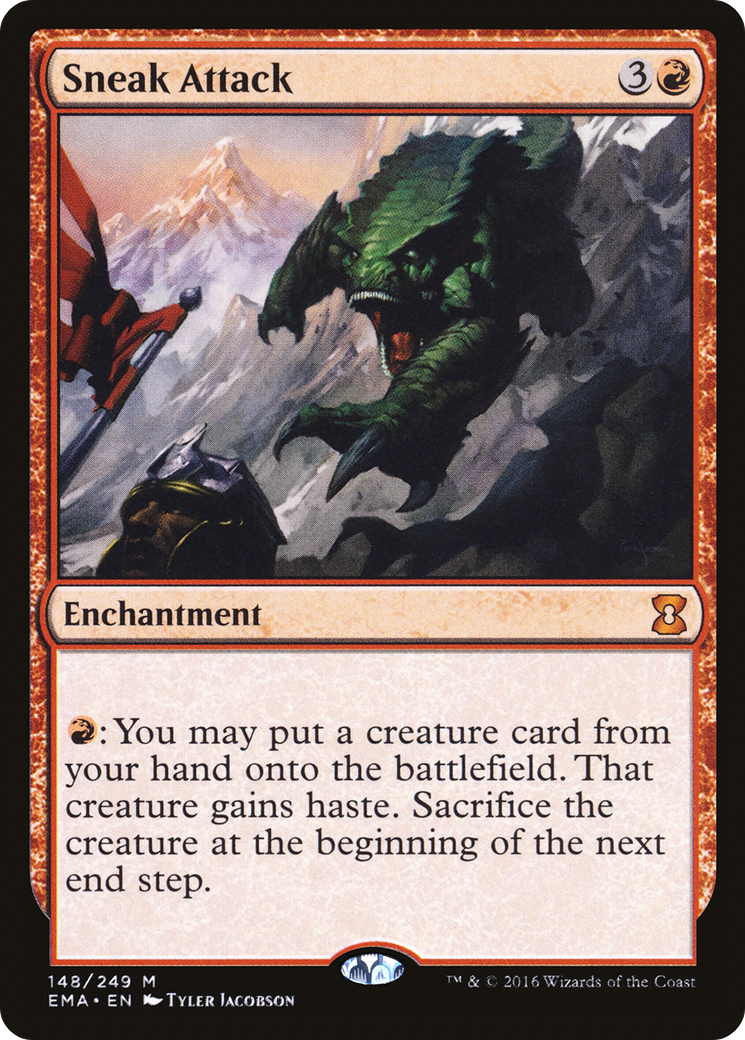 Sneak Attack 3
Enchantment
: You may put a creature card from
your hand onto the battlefield. That
creature gains haste. Sacrifice the
creature at the beginning of the next
end step.
148/249 M
EMA • EN Tyler Jacobson
™ & © 2016 Wizards of the Coast